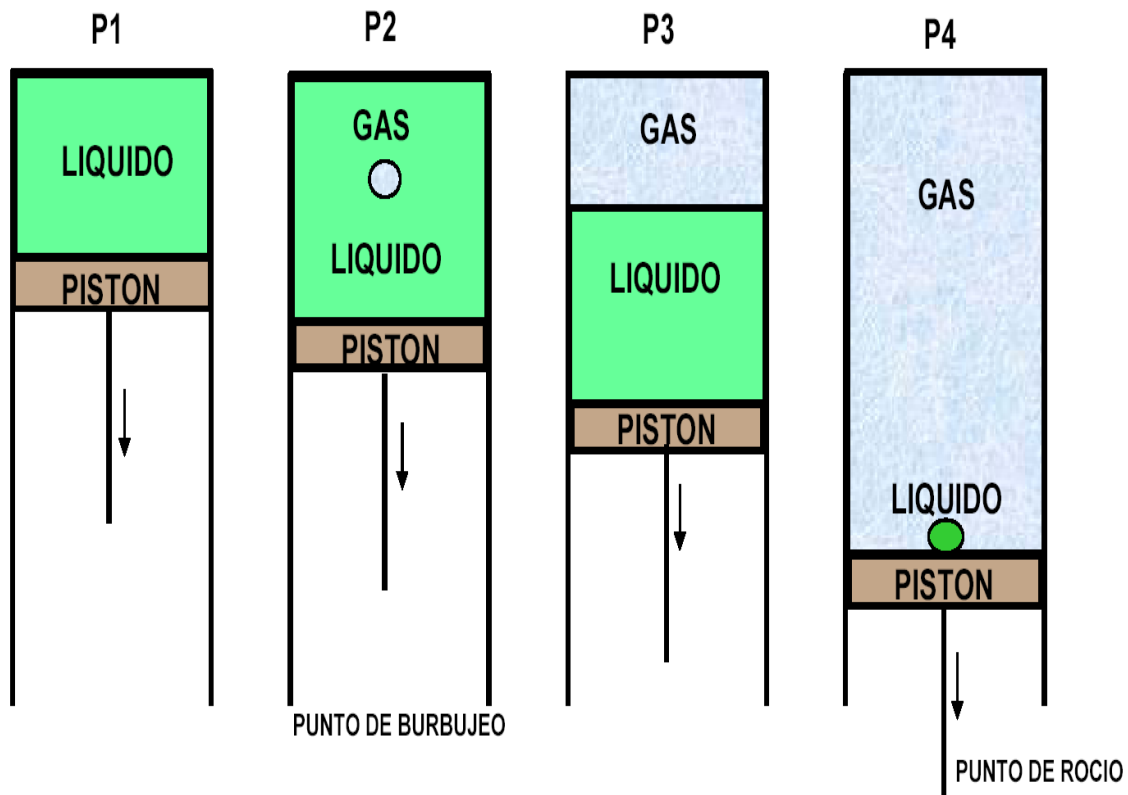 P1
P2
P3
P4
LIQUIDO
PISTON
GAS
LIQUIDO
PISTON
PUNTO DE BURBUJEO
GAS
LIQUIDO
PISTON
GAS
LIQUIDO
PISTON
PUNTO DE ROCIO